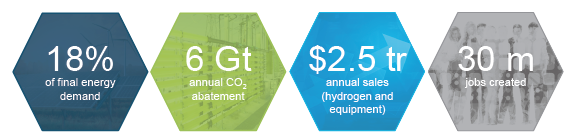 18%
of final energy
demand
6 Gt
annual CO₂
abatement
$2.5 tr
annual sales
(hydrogen and
equipment)
30 m
jobs created